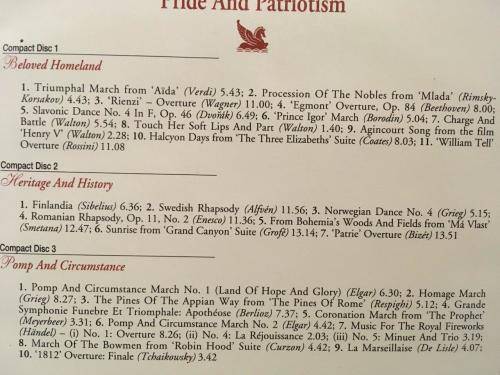 Pride And Patriotism
Compact Disc 1
Beloved Homeland
1. Triumphal March from 'Aïda' (Verdi) 5.43; 2. Procession Of The Nobles from 'Mlada' (Rimsky-
Korsakov) 4.43; 3. 'Rienzi' – Overture (Wagner) 11.00; 4. 'Egmont' Overture, Op. 84 (Beethoven) 8.00;
5. Slavonic Dance No. 4 In F, Op. 46 (Dvořák) 6.49; 6. 'Prince Igor' March (Borodin) 5.04; 7. Charge And
Battle (Walton) 5.54; 8. Touch Her Soft Lips And Part (Walton) 1.40; 9. Agincourt Song from the film
'Henry V' (Walton) 2.28; 10. Halcyon Days from 'The Three Elizabeths' Suite (Coates) 8.03; 11. 'William Tell'
Overture (Rossini) 11.08
Compact Disc 2
Heritage And History
1. Finlandia (Sibelius) 6.36; 2. Swedish Rhapsody (Alfvén) 11.56; 3. Norwegian Dance No. 4 (Grieg) 5.15;
4. Romanian Rhapsody, Op. 11, No. 2 (Enesco) 11.36; 5. From Bohemia's Woods And Fields from 'Má Vlast'
(Smetana) 12.47; 6. Sunrise from 'Grand Canyon' Suite (Grofé) 13.14; 7. 'Patrie' Overture (Bizét) 13.51
Compact Disc 3
Pomp And Circumstance
1. Pomp And Circumstance March No. 1 (Land Of Hope And Glory) (Elgar) 6.30; 2. Homage March
(Grieg) 8.27; 3. The Pines Of The Appian Way from 'The Pines Of Rome' (Respighi) 5.12; 4. Grande
Symphonie Funebre Et Triomphale: Apothéose (Berlioz) 7.37; 5. Coronation March from 'The Prophet'
(Meyerbeer) 3.31; 6. Pomp And Circumstance March No. 2 (Elgar) 4.42; 7. Music For The Royal Fireworks
(Händel) – (i) No. 1: Overture 8.26; (ii) No. 4: La Réjouissance 2.03; (iii) No. 5: Minuet And Trio 3.19;
8. March Of The Bowmen from 'Robin Hood' Suite (Curzon) 4.42; 9. La Marseillaise (De Lisle) 4.07;
10. '1812' Overture: Finale (Tchaikowsky) 3.42